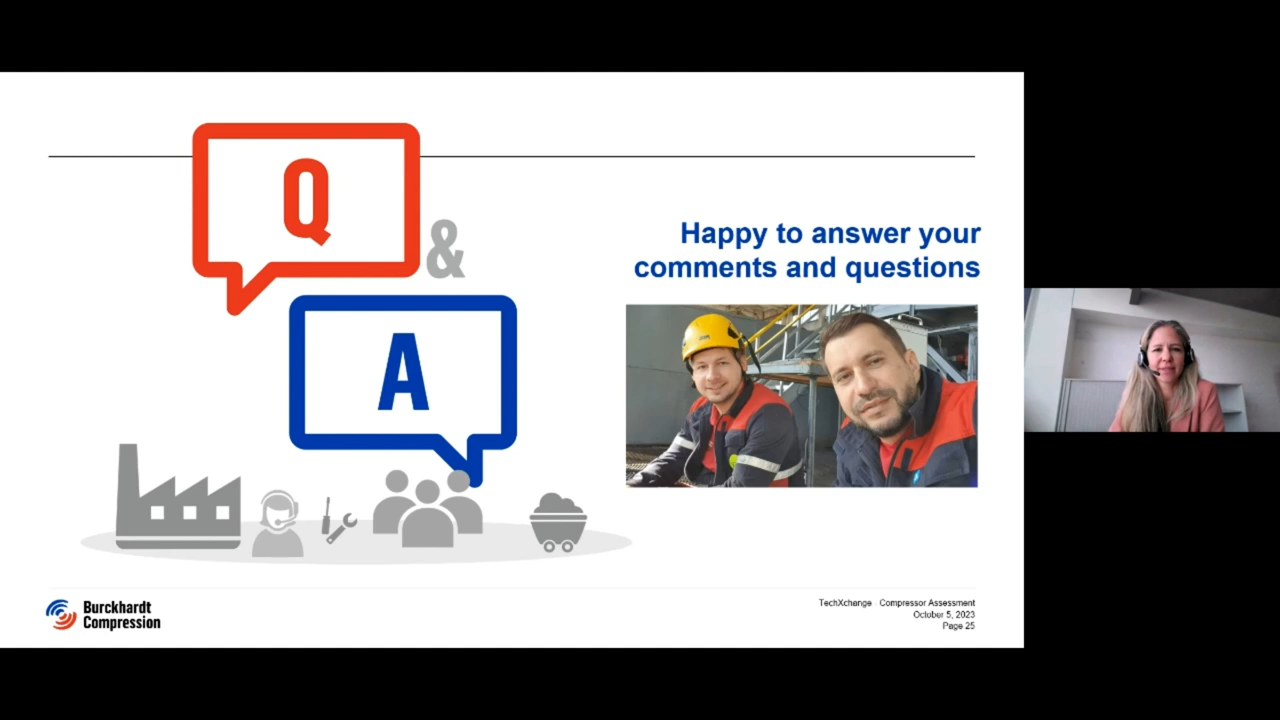 Q
&
A
Happy to answer your
comments and questions
Burckhardt
Compression
TechXchange Compressor Assessment
October 5, 2023
Page 25